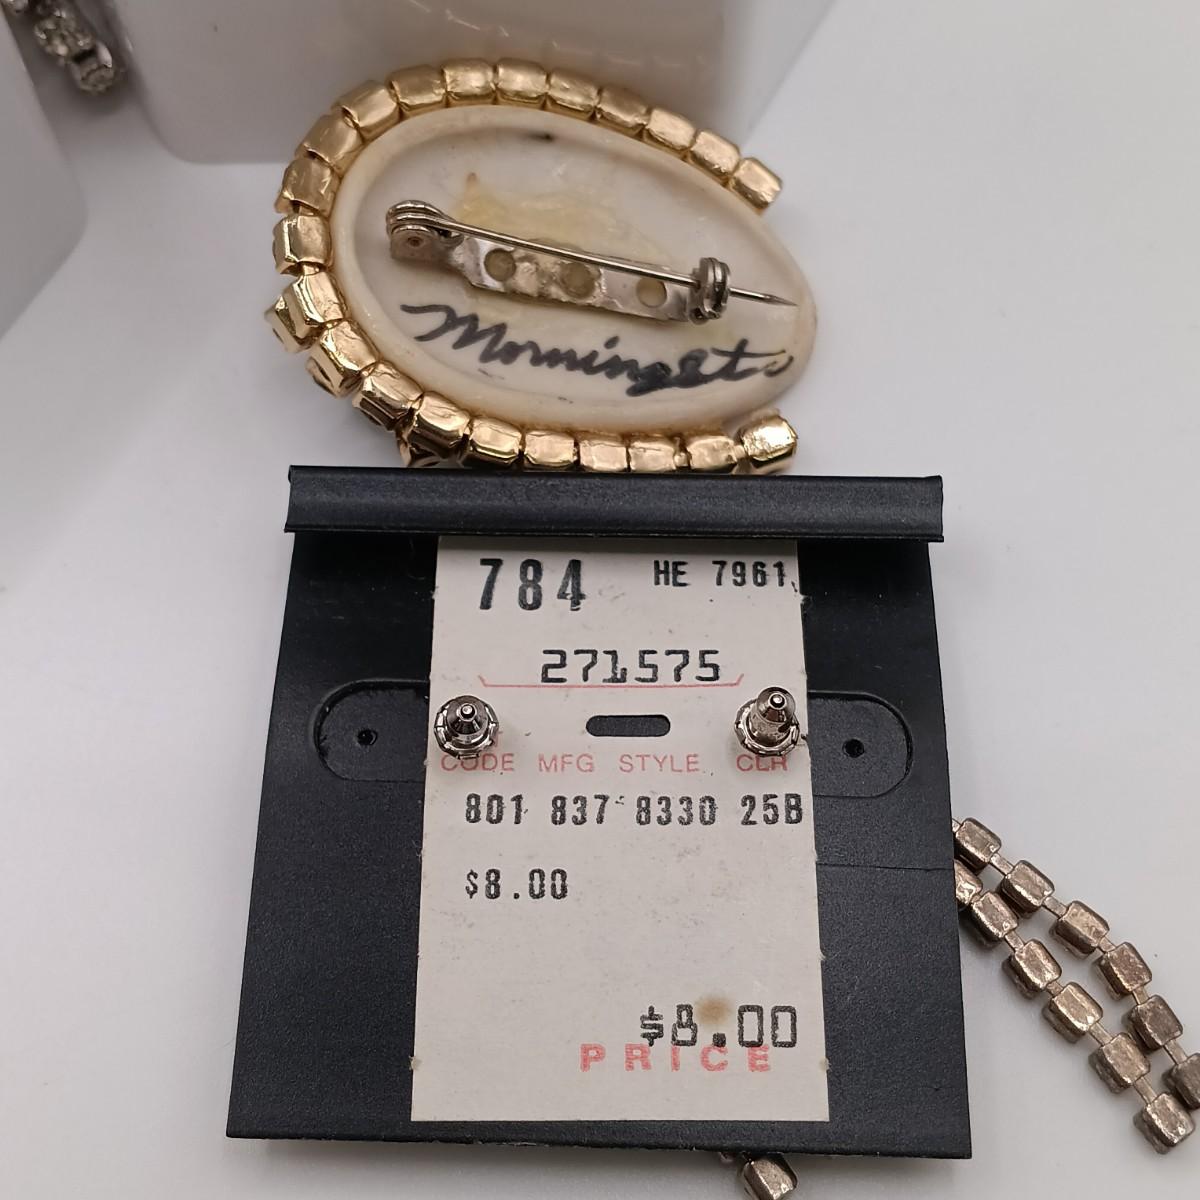 Morningst
784 HE 7961
271575
CODE MFG STYLE CLR
801 837 8330 25B
$8.00
$8.00
PRICE